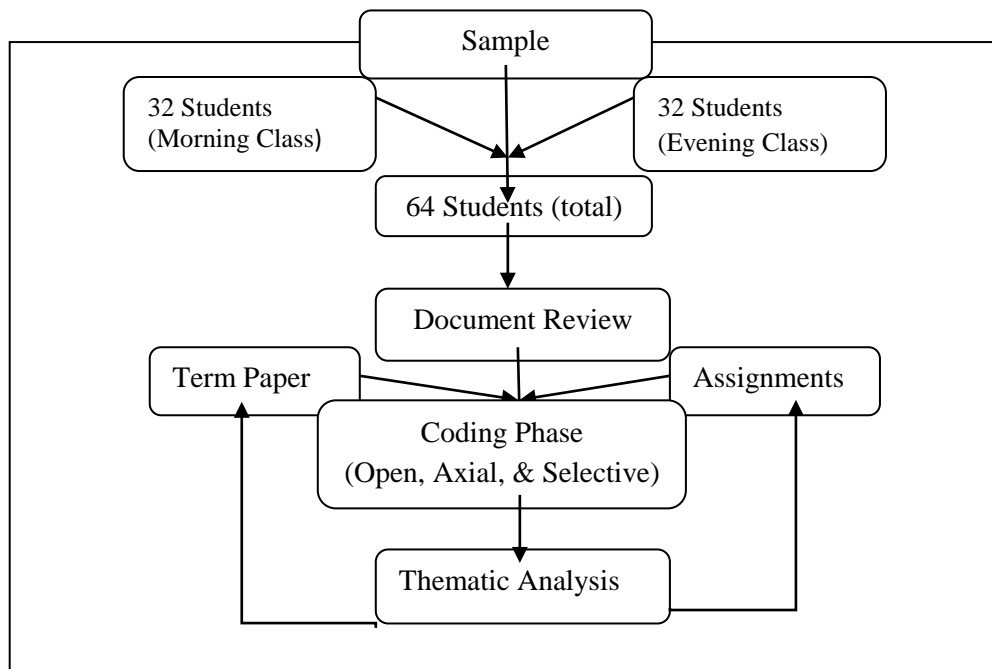 Sample
32 Students
(Morning Class)
32 Students
(Evening Class)
64 Students (total)
Document Review
Term Paper
Assignments
Coding Phase
(Open, Axial, & Selective)
Thematic Analysis